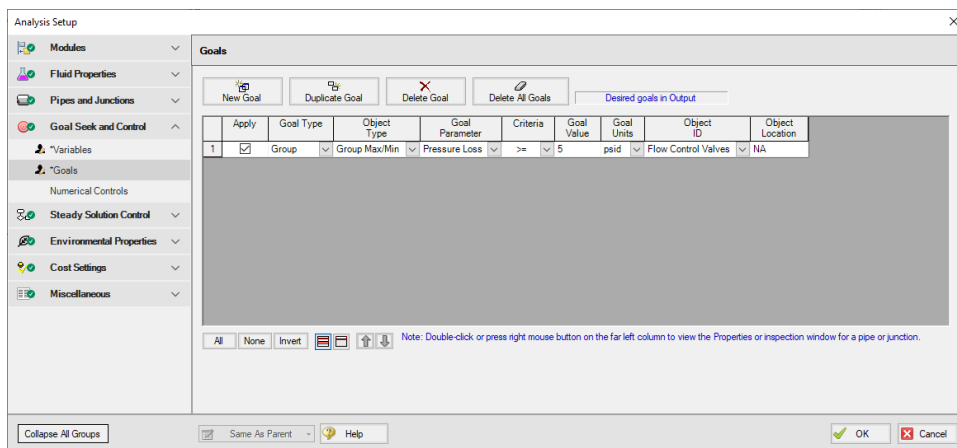 Analysis Setup
Modules
Fluid Properties
Pipes and Junctions
Goal Seek and Control
*Variables
*Goals
Numerical Controls
Steady Solution Control
Environmental Properties
Cost Settings
Miscellaneous
Goals
New Goal Duplicate Goal Delete Goal Delete All Goals Desired goals in Output
Apply Goal Type Object Type Goal Parameter Criteria Goal Value Goal Units Object ID Object Location
1 Group Group Max/Min Pressure Loss >= 5 psid Flow Control Valves NA
All None Invert Note: Double-click or press right mouse button on the far left column to view the Properties or inspection window for a pipe or junction.
Collapse All Groups Same As Parent Help OK Cancel